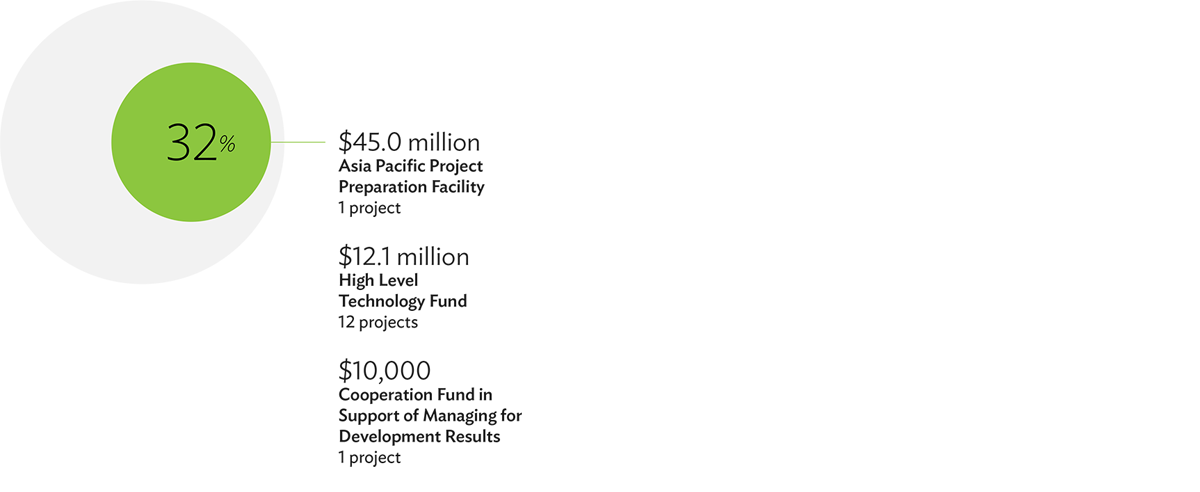 32%
$45.0 million
Asia Pacific Project
Preparation Facility
1 project
$12.1 million
High Level
Technology Fund
12 projects
$10,000
Cooperation Fund in
Support of Managing for
Development Results
1 project